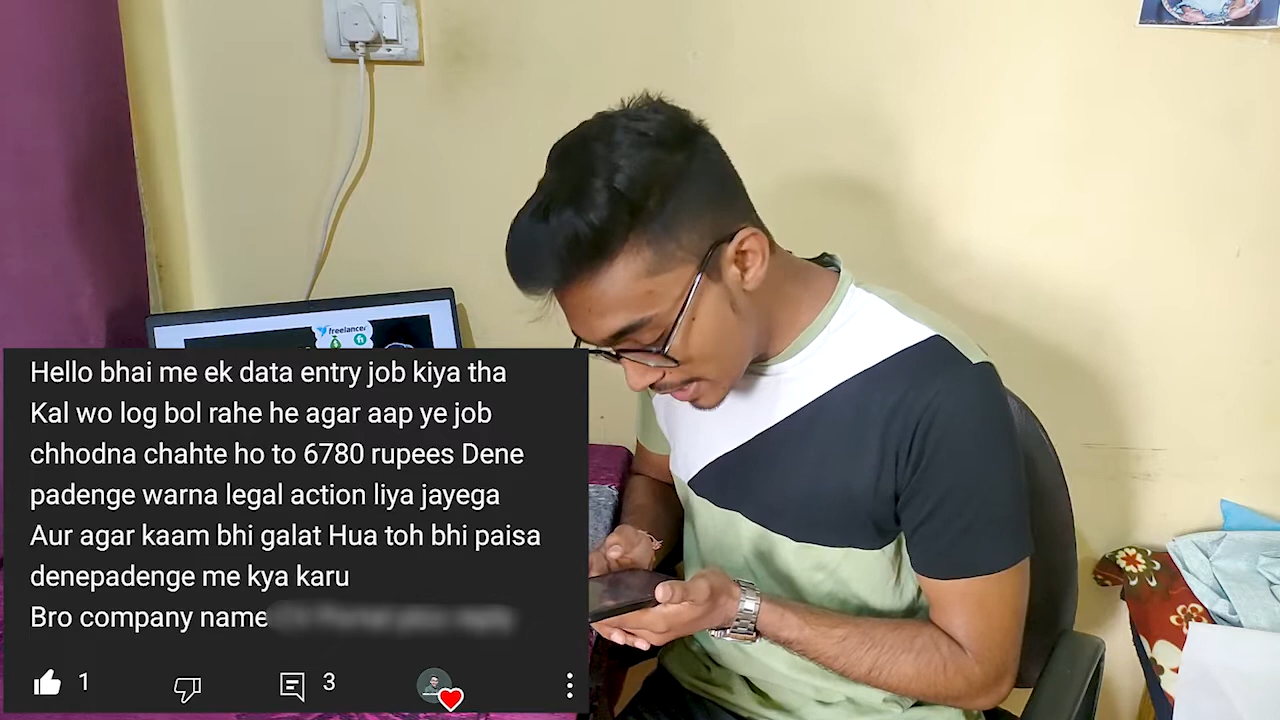 freelancer
fi
Hello bhai me ek data entry job kiya tha
Kal wo log bol rahe he agar aap ye job
chhodna chahte ho to 6780 rupees Dene
padenge warna legal action liya jayega
Aur agar kaam bhi galat Hua toh bhi paisa
denepadenge me kya karu
Bro company name
1
3